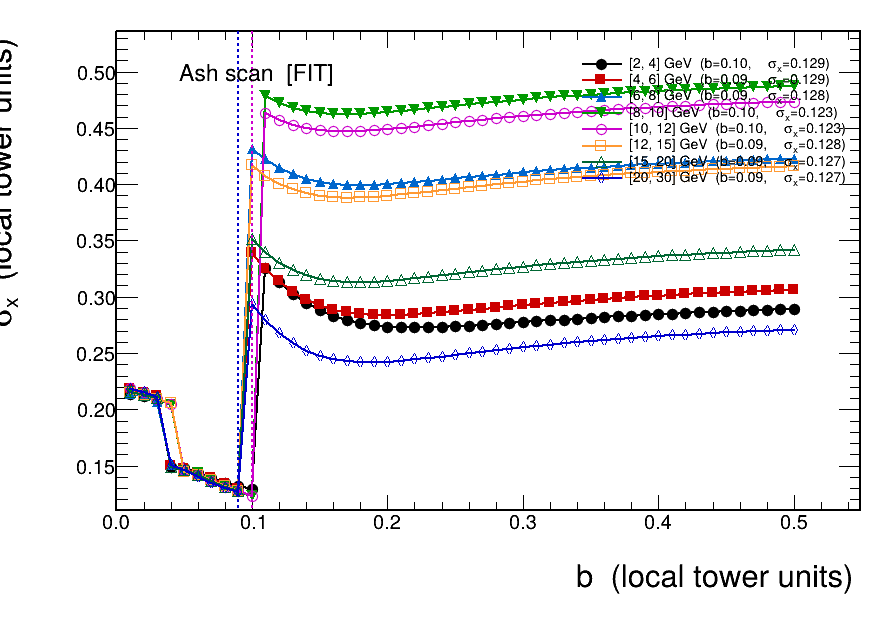 Ash scan [FIT]
[2, 4] GeV (b=0.10, σx=0.129)
[4, 6] GeV (b=0.09, σx=0.129)
[6, 8] GeV (b=0.09, σx=0.128)
[8, 10] GeV (b=0.10, σx=0.123)
[10, 12] GeV (b=0.10, σx=0.123)
[12, 15] GeV (b=0.09, σx=0.128)
[15, 20] GeV (b=0.09, σx=0.127)
[20, 30] GeV (b=0.09, σx=0.127)
σx (local tower units)
0.50
0.45
0.40
0.35
0.30
0.25
0.20
0.15
0.0 0.1 0.2 0.3 0.4 0.5
b (local tower units)